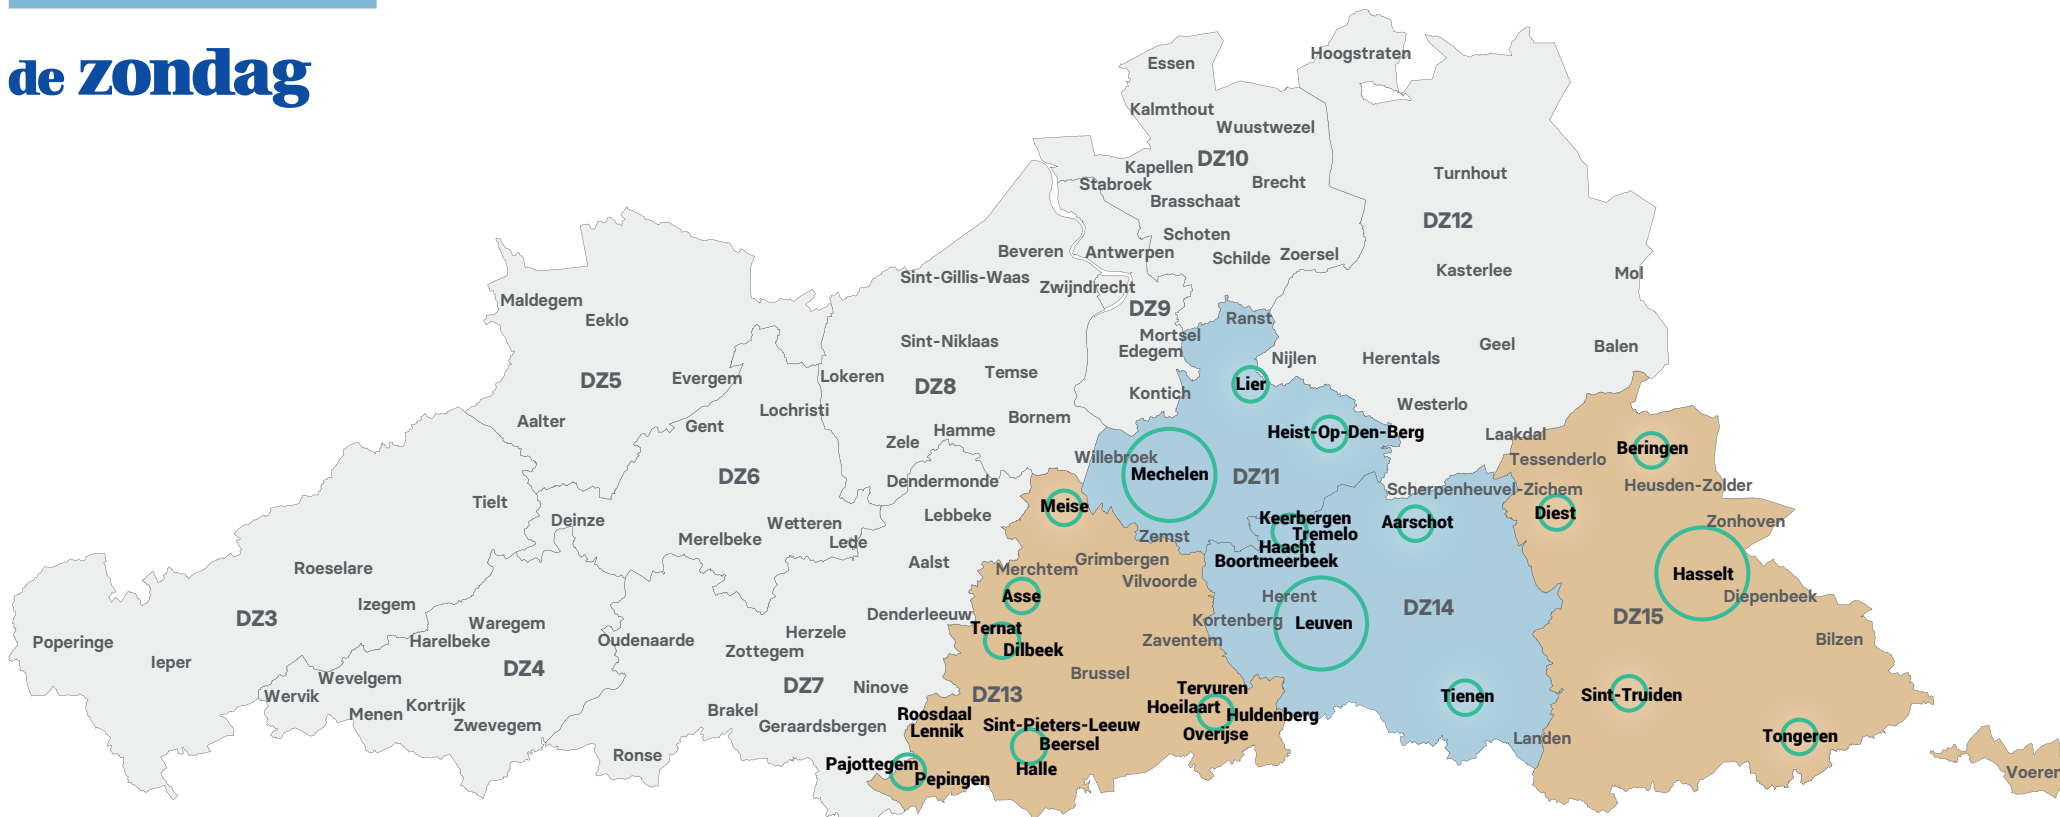 de zondag
Hoogstraten
Essen
Kalmthout
Wuustwezel
DZ10
Kapellen
Stabroek
Brecht
Brasschaat
Turnhout
DZ12
Schoten
Beveren
Antwerpen
Schilde
Zoersel
Sint-Gillis-Waas
Zwijndrecht
Kasterlee
Mol
Maldegem
Eeklo
DZ9
Ranst
Mortsel
Edegem
Sint-Niklaas
Nijlen
Herentals
Geel
Balen
DZ5
Evergem
Lokeren
DZ8
Temse
Lier
Kontich
Aalter
Lochristi
Gent
Bornem
Hamme
Zele
Westerlo
Heist-Op-Den-Berg
Laakdal
Beringen
Willebroek
Mechelen
DZ11
Tessenderlo
DZ6
Dendermonde
Scherpenheuvel-Zichem
Heusden-Zolder
Tielt
Deinze
Wetteren
Lebbeke
Meise
Keerbergen
Tremelo
Haacht
Boortmeerbeek
Aarschot
Diest
Zonhoven
Merelbeke
Lede
Zemst
Aalst
Grimbergen
Merchtem
Vilvoorde
Roeselare
Hasselt
Izegem
Asse
Herent
Diepenbeek
DZ3
Waregem
Harelbeke
Denderleeuw
Kortenberg
Leuven
DZ14
DZ15
Poperinge
Oudenaarde
Herzele
Ternat
Dilbeek
Zaventem
Bilzen
Ieper
Zottegem
DZ4
Wevelgem
Wervik
DZ7
Ninove
DZ13
Brussel
Tervuren
Hoeilaart
Huldenberg
Overijse
Tienen
Sint-Truiden
Menen
Kortrijk
Zwevegem
Brakel
Geraardsbergen
Roosdaal
Lennik
Sint-Pieters-Leeuw
Beersel
Halle
Landen
Tongeren
Ronse
Pajottegem
Pepingen
Voeren